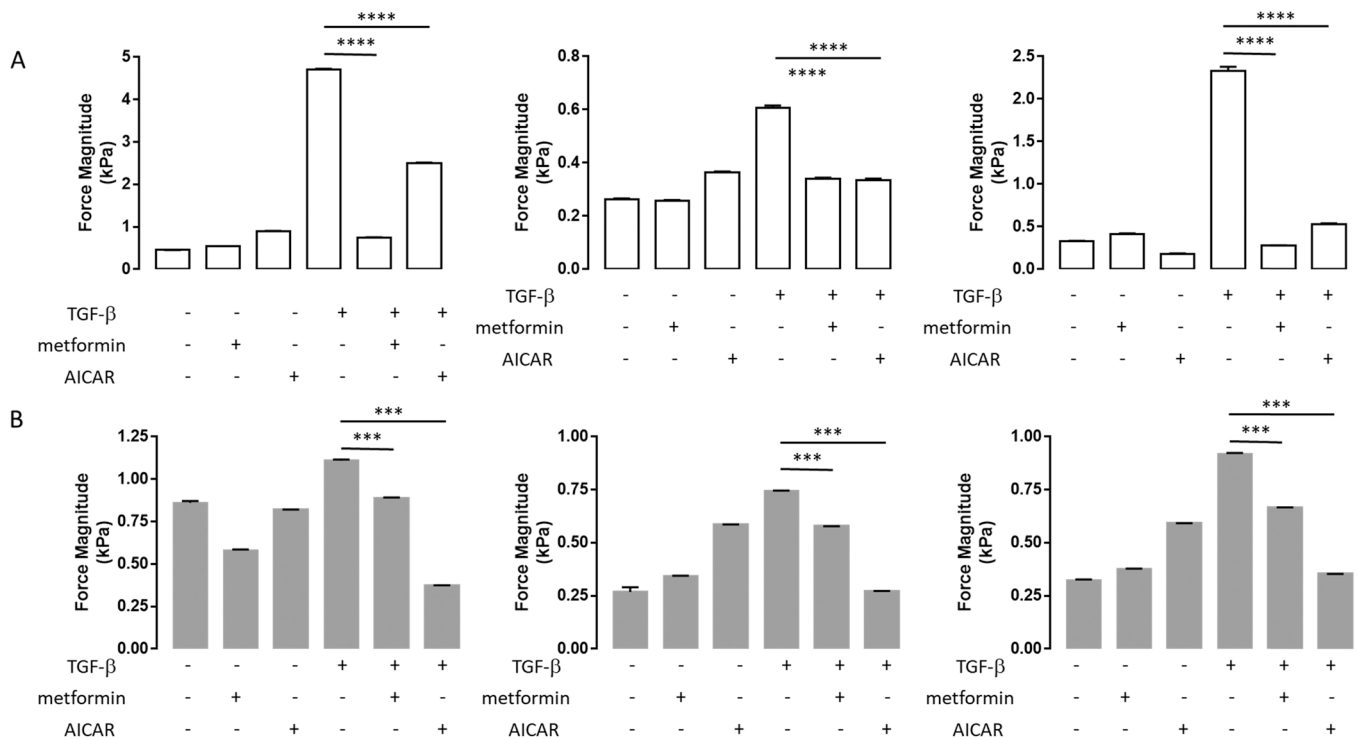 A
**** **** ****
**** **** ****
Force Magnitude (kPa)
5
4
3
2
1
0
Force Magnitude (kPa)
0.8
0.6
0.4
0.2
0.0
Force Magnitude (kPa)
2.5
2.0
1.5
1.0
0.5
0.0
TGF-β - - - + + +
metformin - + - - + -
AICAR - - + - - +
TGF-β - - - + + +
metformin - + - - + -
AICAR - - + - - +
TGF-β - - - + + +
metformin - + - - + -
AICAR - - + - - +
B
*** *** ***
*** *** ***
Force Magnitude (kPa)
1.25
1.00
0.75
0.50
0.25
0.00
Force Magnitude (kPa)
1.00
0.75
0.50
0.25
0.00
Force Magnitude (kPa)
1.00
0.75
0.50
0.25
0.00
TGF-β - - - + + +
metformin - + - - + -
AICAR - - + - - +
TGF-β - - - + + +
metformin - + - - + -
AICAR - - + - - +
TGF-β - - - + + +
metformin - + - - + -
AICAR - - + - - +